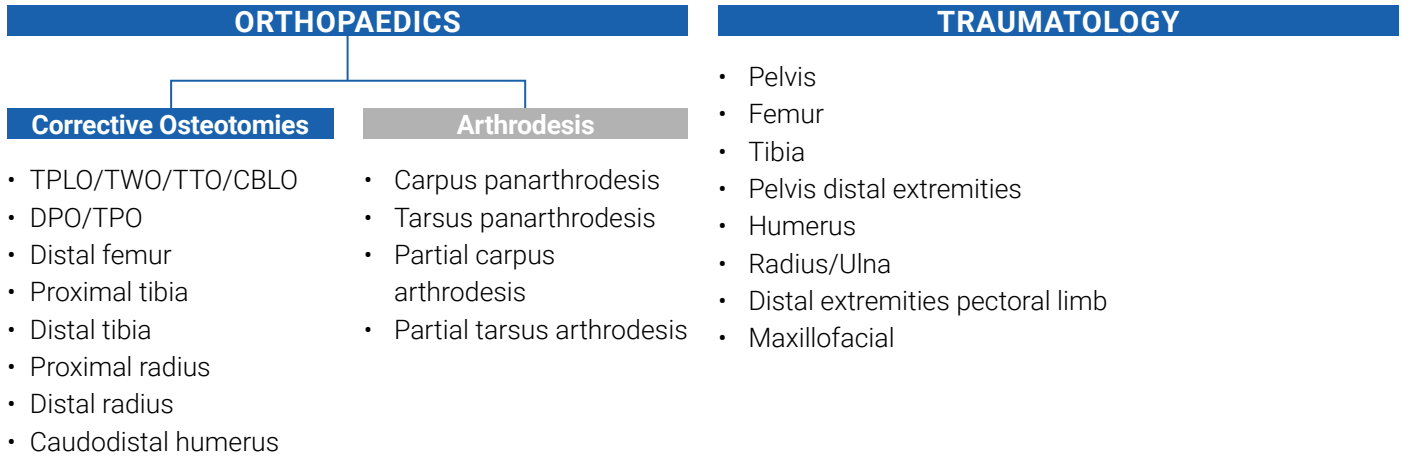 ORTHOPAEDICS
Corrective Osteotomies
• TPLO/TWO/TTO/CBLO
• DPO/TPO
• Distal femur
• Proximal tibia
• Distal tibia
• Proximal radius
• Distal radius
• Caudodistal humerus
Arthrodesis
• Carpus panarthrodesis
• Tarsus panarthrodesis
• Partial carpus
arthrodesis
• Partial tarsus arthrodesis
TRAUMATOLOGY
• Pelvis
• Femur
• Tibia
• Pelvis distal extremities
• Humerus
• Radius/Ulna
• Distal extremities pectoral limb
• Maxillofacial